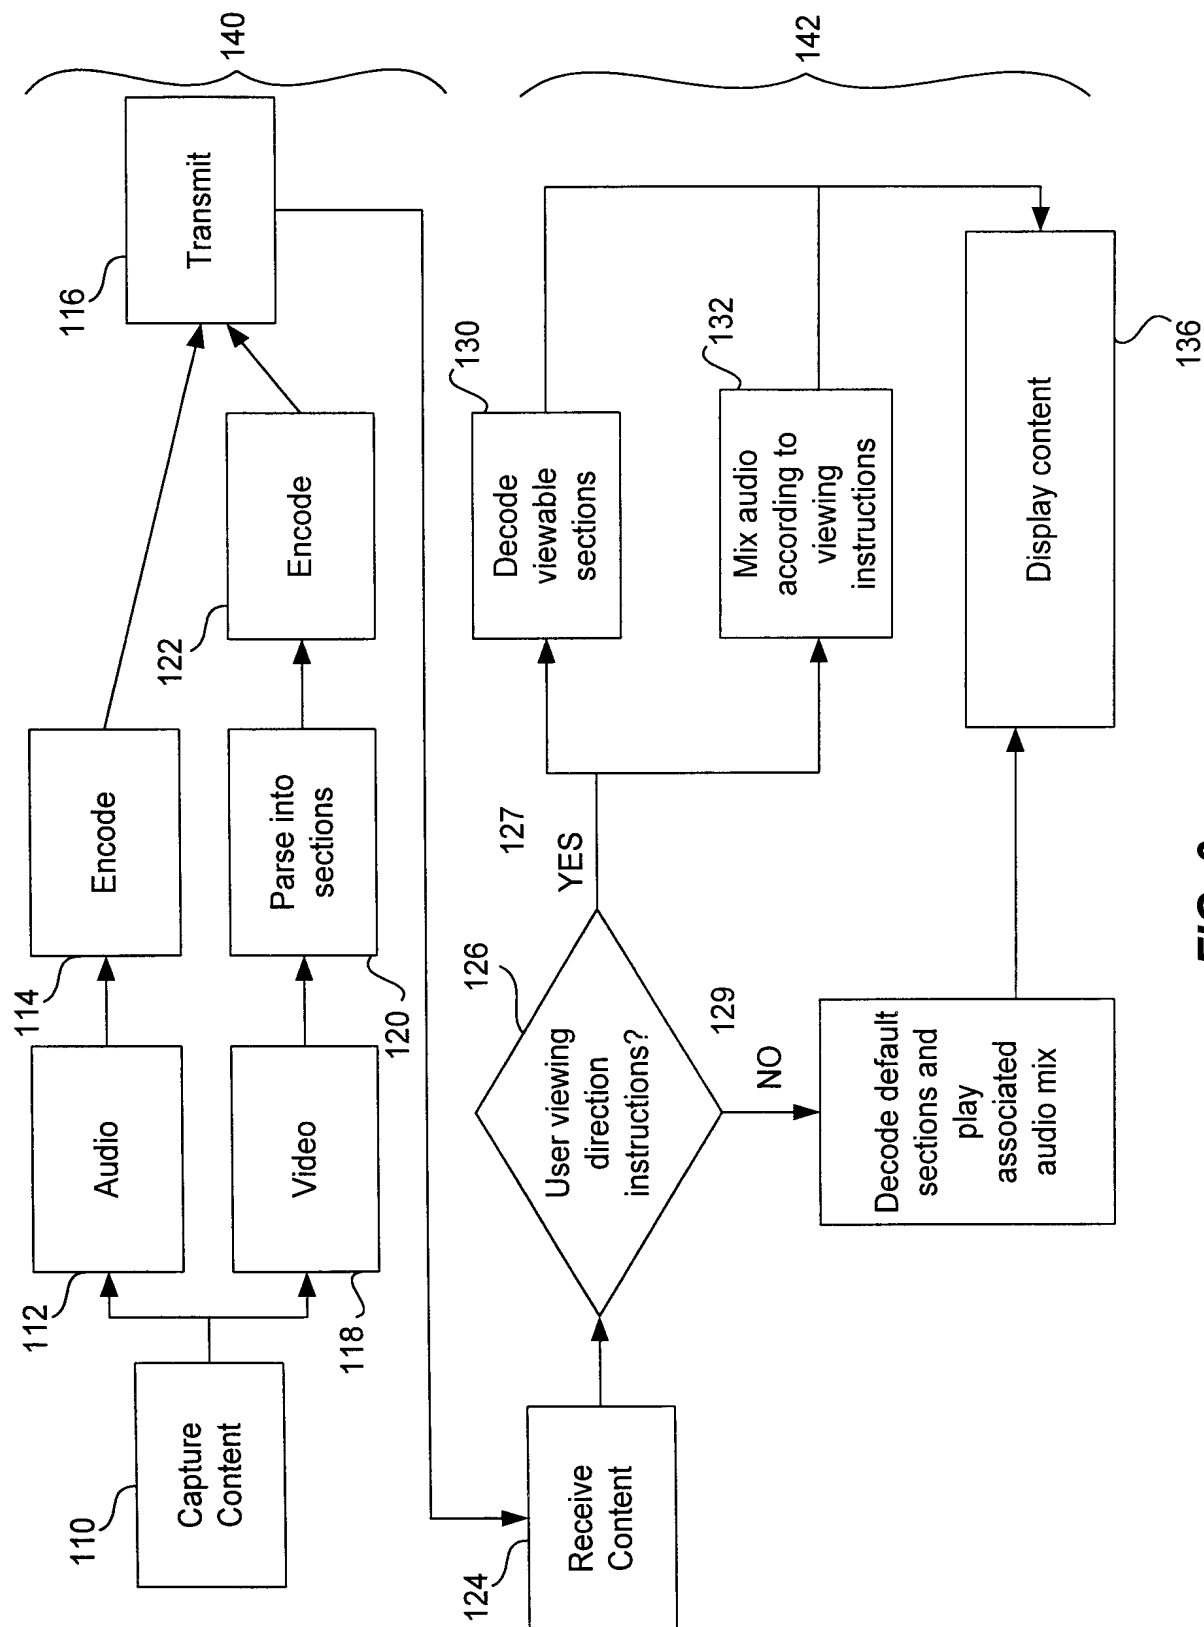 110
Capture
Content
112
Audio
114
Encode
118
Video
120
Parse into
sections
122
Encode
116
Transmit
140
124
Receive
Content
126
User viewing
direction
instructions?
127
YES
129
NO
130
Decode
viewable
sections
132
Mix audio
according to
viewing
instructions
Decode default
sections and
play
associated
audio mix
Display content
136
142